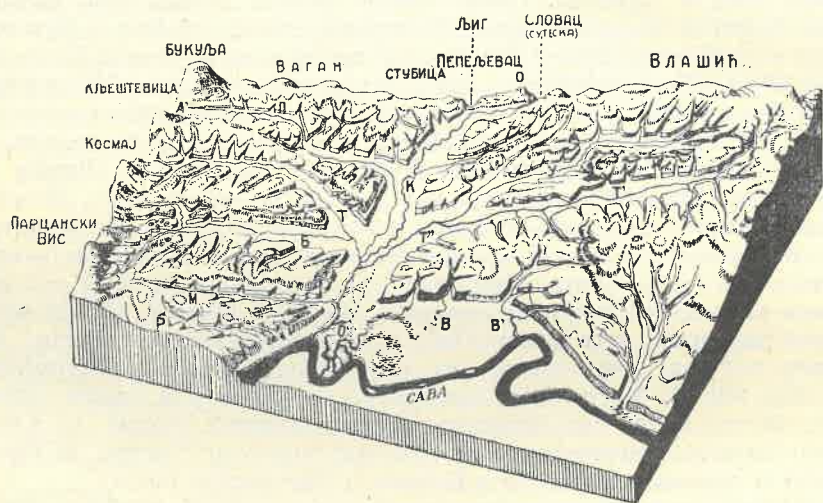 ЉИГ
СЛОВАЦ
(СУТЕСКА)
БУКУЉА
ВАГАН
СТУБИЦА
ПЕПЕЉЕВАЦ
О
ВЛАШИЋ
КЉЕШТЕВИЦА
А
Л
КОСМАЈ
К
Т'
Т
ПАРЦАНСКИ
ВИС
Б
Т"
М
Р
О
В
В'
САВА